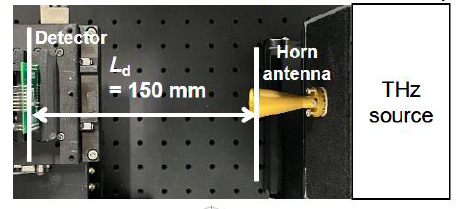 Detector
Ld
= 150 mm
Horn
antenna
THz
source